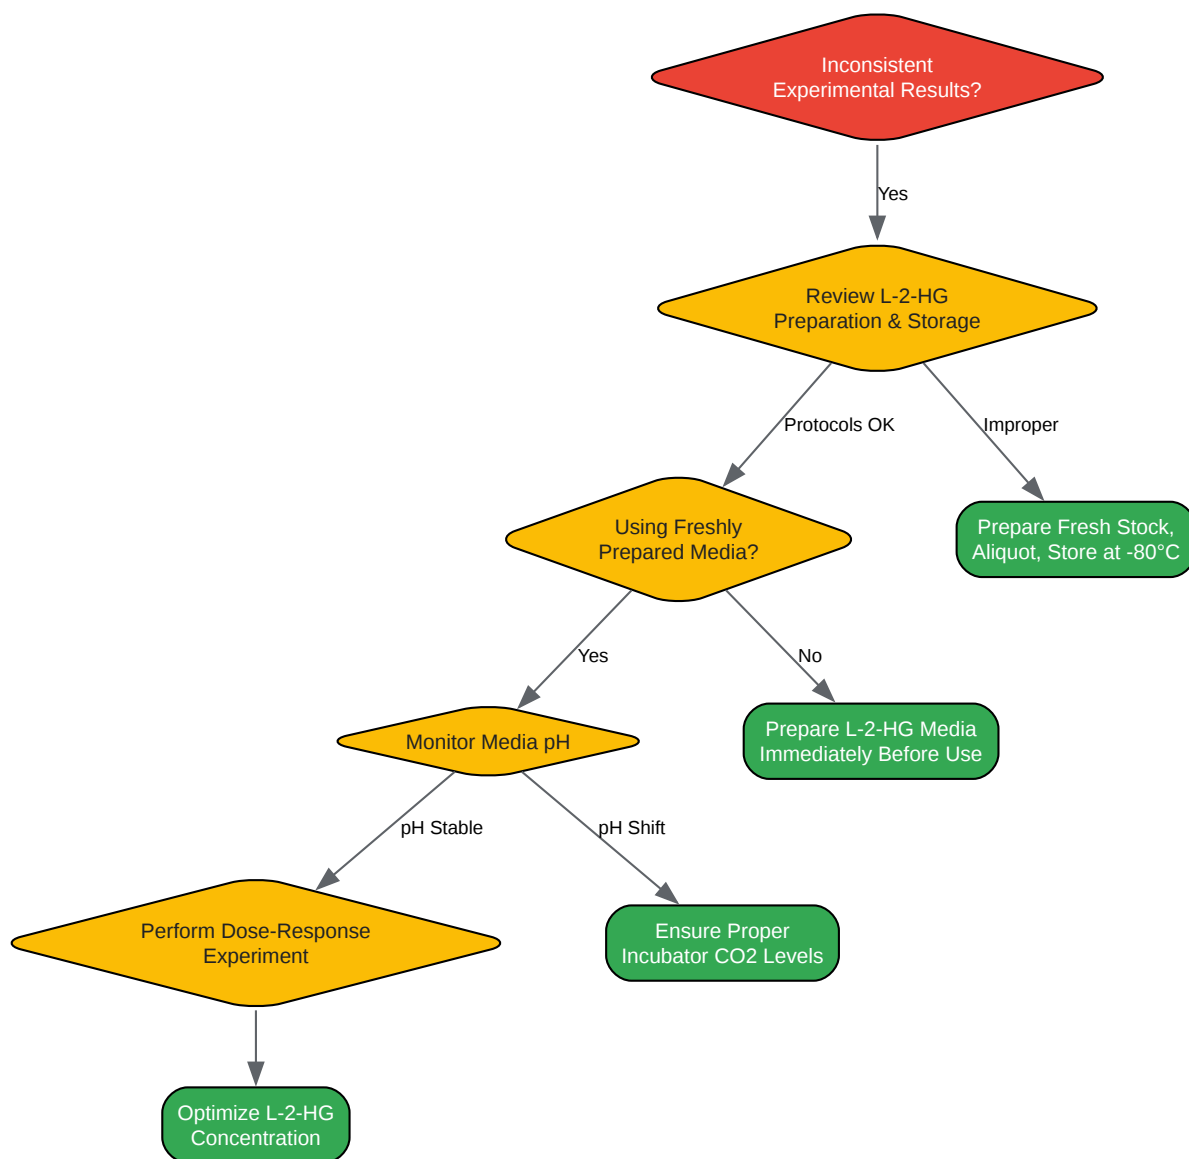 Inconsistent
Experimental Results?
Yes
Review L-2-HG
Preparation & Storage
Protocols OK
Improper
Using Freshly
Prepared Media?
Prepare Fresh Stock,
Aliquot, Store at -80°C
Yes
No
Monitor Media pH
Prepare L-2-HG Media
Immediately Before Use
pH Stable
pH Shift
Perform Dose-Response
Experiment
Ensure Proper
Incubator CO2 Levels
Optimize L-2-HG
Concentration